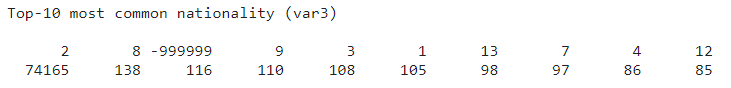 Top-10 most common nationality (var3)
2 8 -999999 9 3 1 13 7 4 12
74165 138 116 110 108 105 98 97 86 85